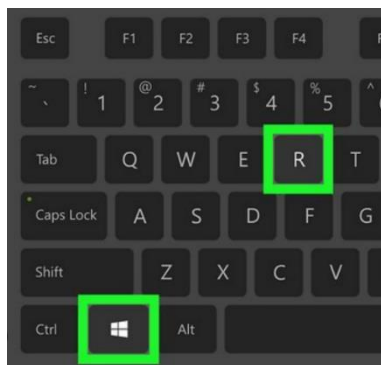 Esc F1 F2 F3 F4
~ ` ! 1 @ 2 # 3 $ 4 % 5 ^
Tab Q W E R T
Caps Lock A S D F G
Shift Z X C V
Ctrl Alt